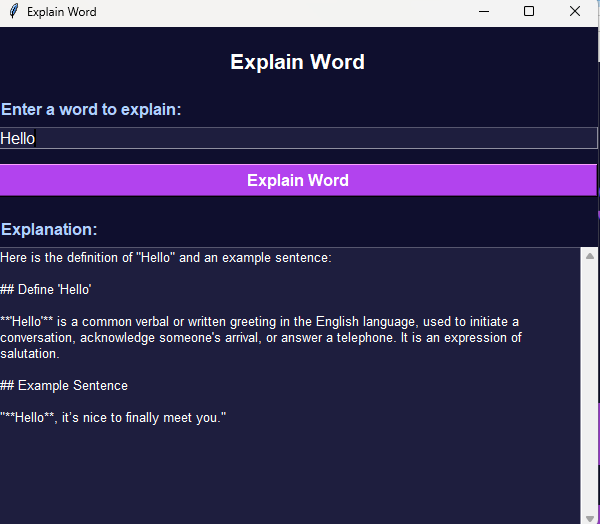 Explain Word
Explain Word
Enter a word to explain:
Hello
Explain Word
Explanation:
Here is the definition of "Hello" and an example sentence:
## Define 'Hello'
**'Hello'** is a common verbal or written greeting in the English language, used to initiate a
conversation, acknowledge someone's arrival, or answer a telephone. It is an expression of
salutation.
## Example Sentence
"**Hello**, it's nice to finally meet you."